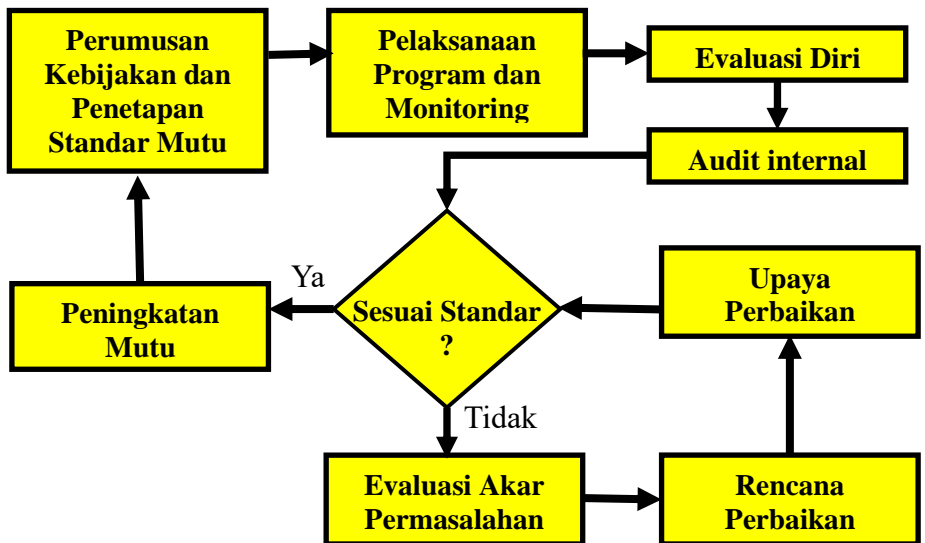 Perumusan
Kebijakan dan
Penetapan
Standar Mutu
Pelaksanaan
Program dan
Monitoring
Evaluasi Diri
Audit internal
Sesuai Standar
?
Ya
Peningkatan
Mutu
Tidak
Evaluasi Akar
Permasalahan
Rencana
Perbaikan
Upaya
Perbaikan